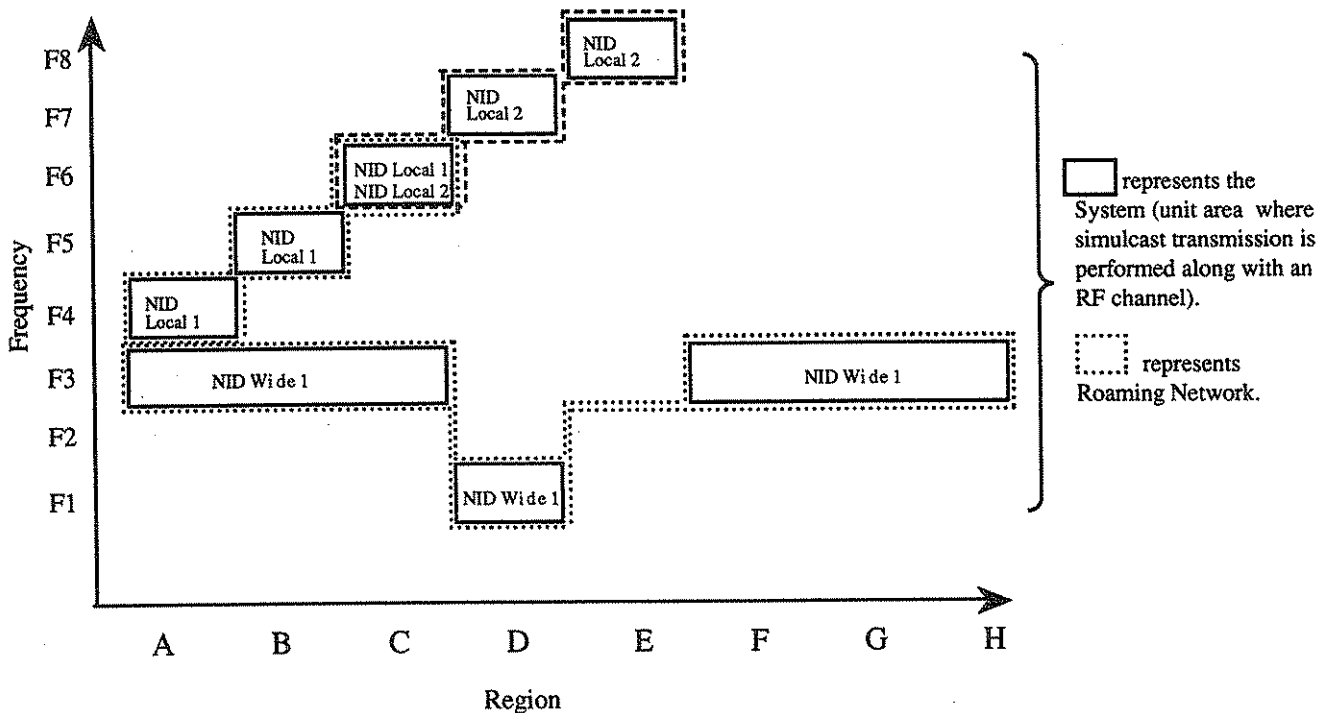 F8
F7
F6
F5
F4
F3
F2
F1
Frequency
NID
Local 2
NID
Local 2
NID Local 1
NID Local 2
NID
Local 1
NID
Local 1
NID Wide 1
NID Wide 1
NID Wide 1
A B C D E F G H
Region
represents the
System (unit area where
simulcast transmission is
performed along with an
RF channel).
represents
Roaming Network.